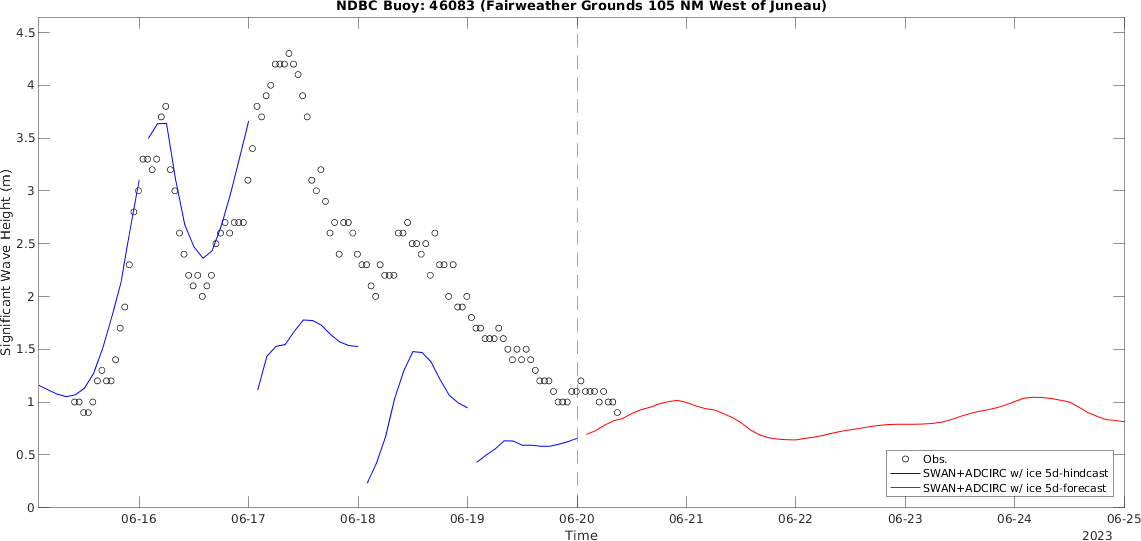 NDBC Buoy: 46083 (Fairweather Grounds 105 NM West of Juneau)
Significant Wave Height (m)
4.5
4
3.5
3
2.5
2
1.5
1
0.5
0
06-16 06-17 06-18 06-19 06-20 06-21 06-22 06-23 06-24 06-25
Time
2023
Obs.
SWAN+ADCIRC w/ ice 5d-hindcast
SWAN+ADCIRC w/ ice 5d-forecast